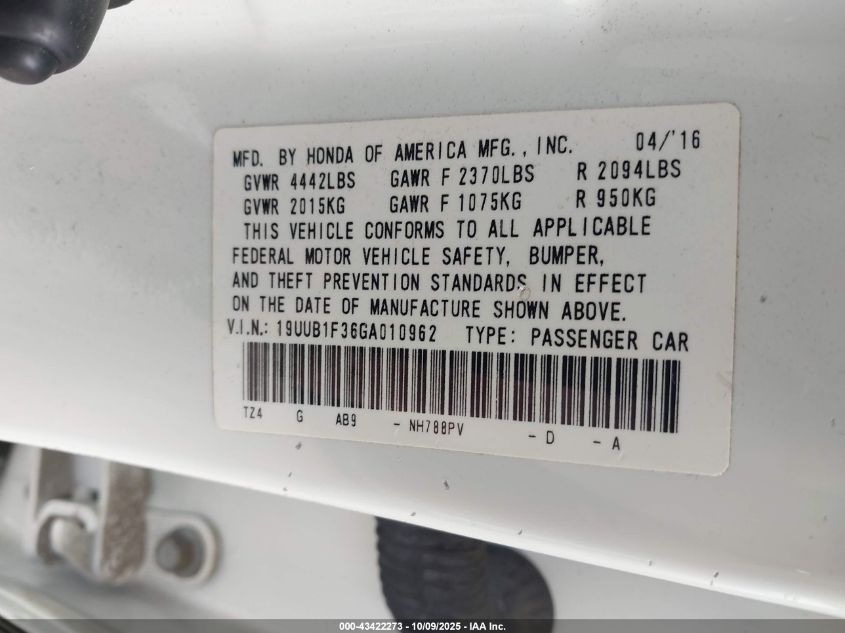 MFD. BY HONDA OF AMERICA MFG., INC. 04/'16
GVWR 4442LBS GAWR F 2370LBS R 2094LBS
GVWR 2015KG GAWR F 1075KG R 950KG
THIS VEHICLE CONFORMS TO ALL APPLICABLE
FEDERAL MOTOR VEHICLE SAFETY, BUMPER,
AND THEFT PREVENTION STANDARDS IN EFFECT
ON THE DATE OF MANUFACTURE SHOWN ABOVE.
V.I.N.: 19UUB1F36GA010962 TYPE: PASSENGER CAR
TZ4 G AB9 - NH788PV - D - A
000-43422273 - 10/09/2025 - IAA Inc.